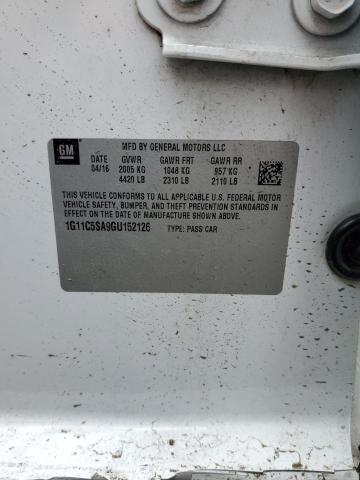 GM
MFD BY GENERAL MOTORS LLC
DATE GVWR GAWR FRT GAWR RR
04/16 2005 KG 1048 KG 957 KG
4420 LB 2310 LB 2110 LB
THIS VEHICLE CONFORMS TO ALL APPLICABLE U.S. FEDERAL MOTOR
VEHICLE SAFETY, BUMPER, AND THEFT PREVENTION STANDARDS
IN EFFECT ON THE DATE OF MANUFACTURE SHOWN ABOVE.
1G11C5SA9GU152126 TYPE: PASS CAR